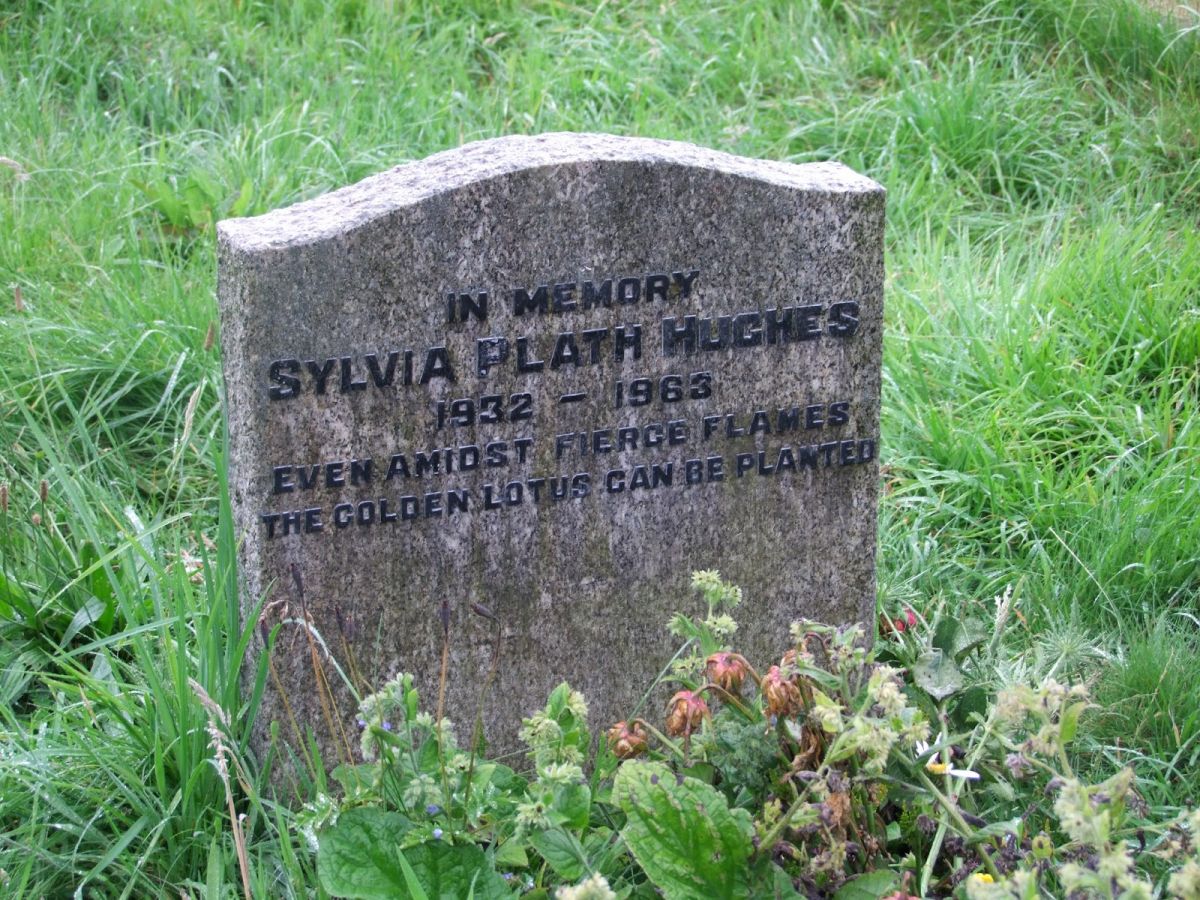 IN MEMORY
SYLVIA PLATH HUGHES
1932 - 1963
EVEN AMIDST FIERCE FLAMES
THE GOLDEN LOTUS CAN BE PLANTED